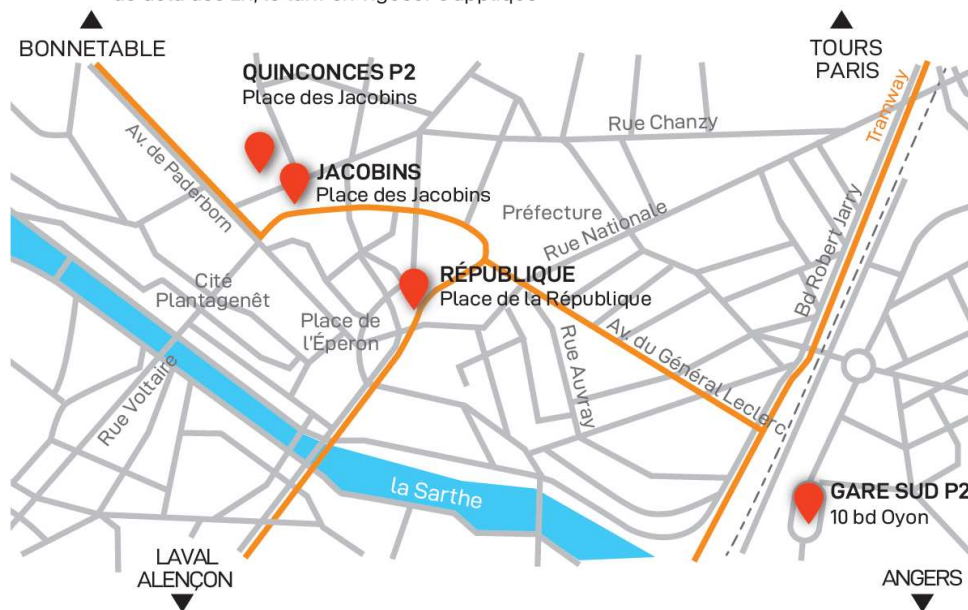 BONNETABLE
TOURS
PARIS
QUINCONCES P2
Place des Jacobins
Tramway
Rue Chanzy
Av. de Paderborn
JACOBINS
Place des Jacobins
Préfecture
Rue Nationale
Bd Robert Jarry
Cité
Plantagenêt
RÉPUBLIQUE
Place de la République
Place de
l'Éperon
Rue Auvray
Av. du Général Leclerc
Rue Voltaire
la Sarthe
GARE SUD P2
10 bd Oyon
LAVAL
ALENÇON
ANGERS